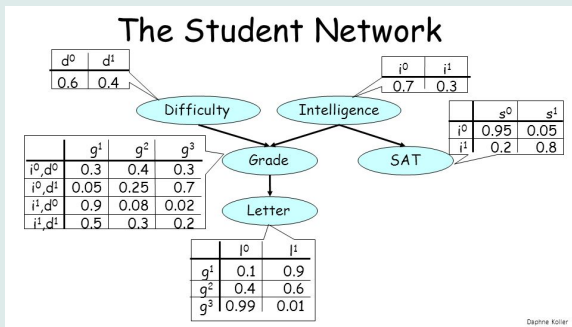 The Student Network
d⁰ d¹
0.6 0.4
i⁰ i¹
0.7 0.3
Difficulty
Intelligence
s⁰ s¹
i⁰ 0.95 0.05
i¹ 0.2 0.8
g¹ g² g³
i⁰,d⁰ 0.3 0.4 0.3
i⁰,d¹ 0.05 0.25 0.7
i¹,d⁰ 0.9 0.08 0.02
i¹,d¹ 0.5 0.3 0.2
Grade
SAT
Letter
l⁰ l¹
g¹ 0.1 0.9
g² 0.4 0.6
g³ 0.99 0.01
Daphne Koller